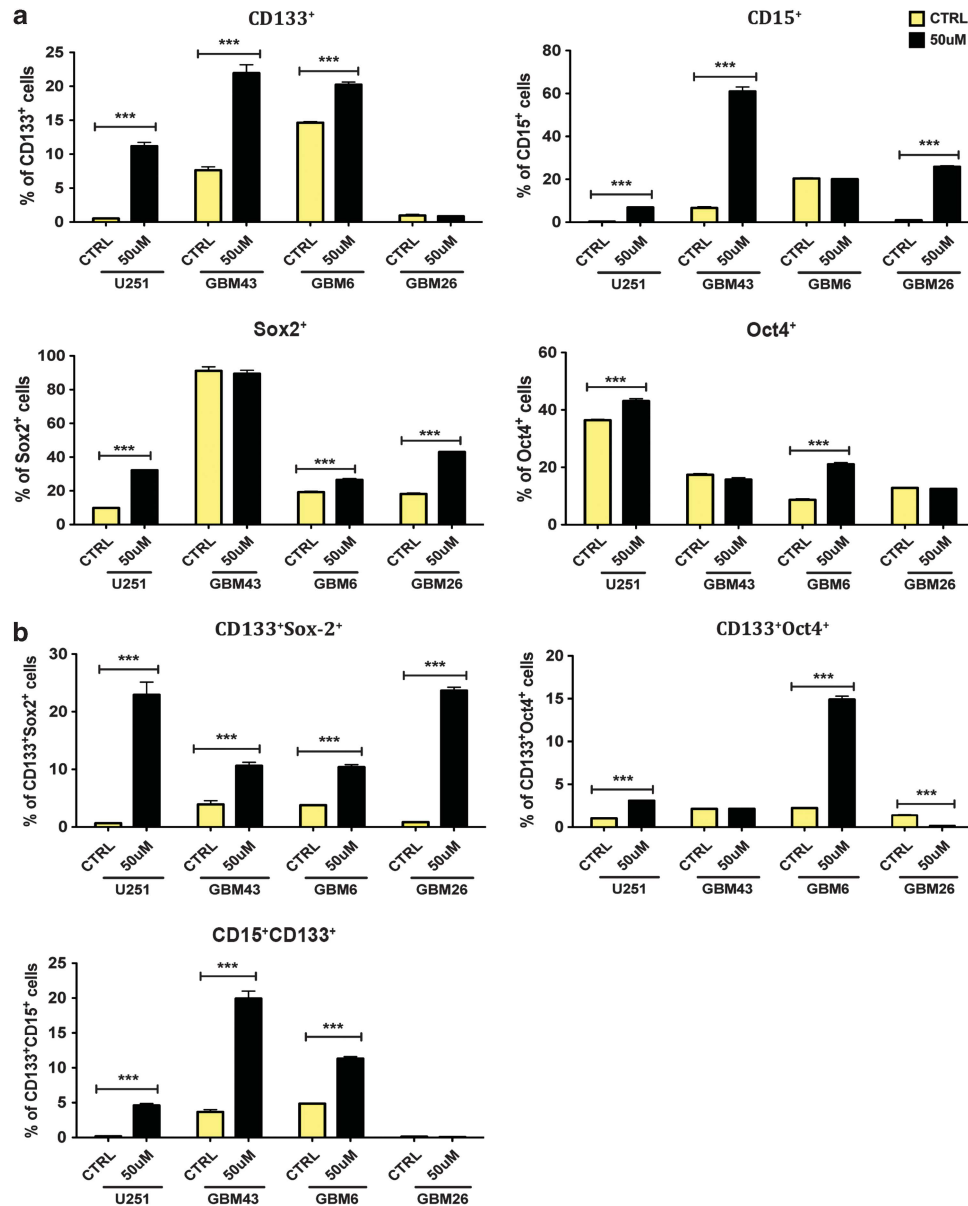 a
CD133⁺
% of CD133⁺ cells
25
20
15
10
5
0
***
***
***
CTRL 50uM CTRL 50uM CTRL 50uM CTRL 50uM
U251 GBM43 GBM6 GBM26
CD15⁺
CTRL
50uM
% of CD15⁺ cells
80
60
40
20
0
***
***
***
CTRL 50uM CTRL 50uM CTRL 50uM CTRL 50uM
U251 GBM43 GBM6 GBM26
Sox2⁺
% of Sox2⁺ cells
100
80
60
40
20
0
***
***
***
CTRL 50uM CTRL 50uM CTRL 50uM CTRL 50uM
U251 GBM43 GBM6 GBM26
Oct4⁺
% of Oct4⁺ cells
60
40
20
0
***
***
CTRL 50uM CTRL 50uM CTRL 50uM CTRL 50uM
U251 GBM43 GBM6 GBM26
b
CD133⁺Sox-2⁺
% of CD133⁺Sox2⁺ cells
30
20
10
0
***
***
***
***
CTRL 50uM CTRL 50uM CTRL 50uM CTRL 50uM
U251 GBM43 GBM6 GBM26
CD133⁺Oct4⁺
% of CD133⁺Oct4⁺ cells
20
15
10
5
0
***
***
***
CTRL 50uM CTRL 50uM CTRL 50uM CTRL 50uM
U251 GBM43 GBM6 GBM26
CD15⁺CD133⁺
% of CD133⁺CD15⁺ cells
25
20
15
10
5
0
***
***
***
CTRL 50uM CTRL 50uM CTRL 50uM CTRL 50uM
U251 GBM43 GBM6 GBM26